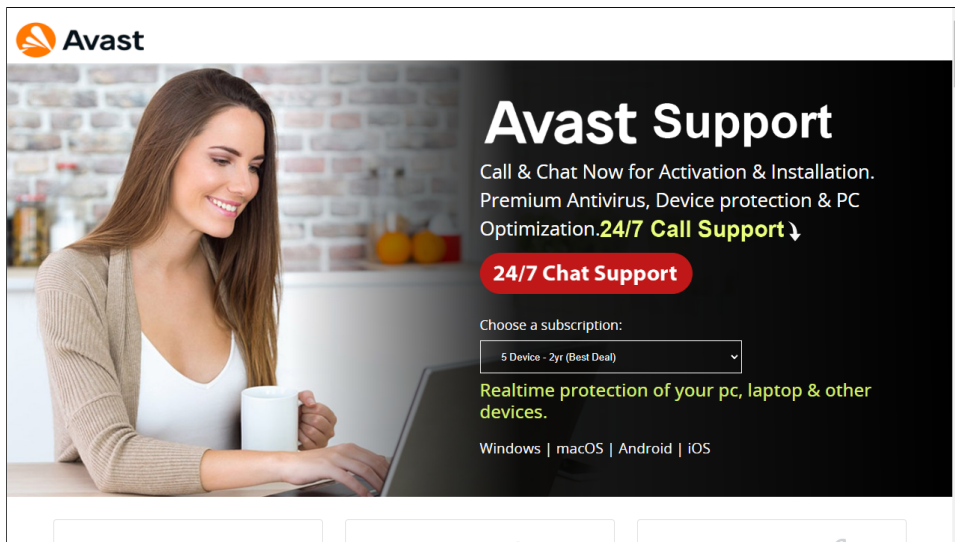 Avast
Avast Support
Call & Chat Now for Activation & Installation.
Premium Antivirus, Device protection & PC
Optimization.24/7 Call Support
24/7 Chat Support
Choose a subscription:
5 Device - 2yr (Best Deal)
Realtime protection of your pc, laptop & other
devices.
Windows | macOS | Android | iOS